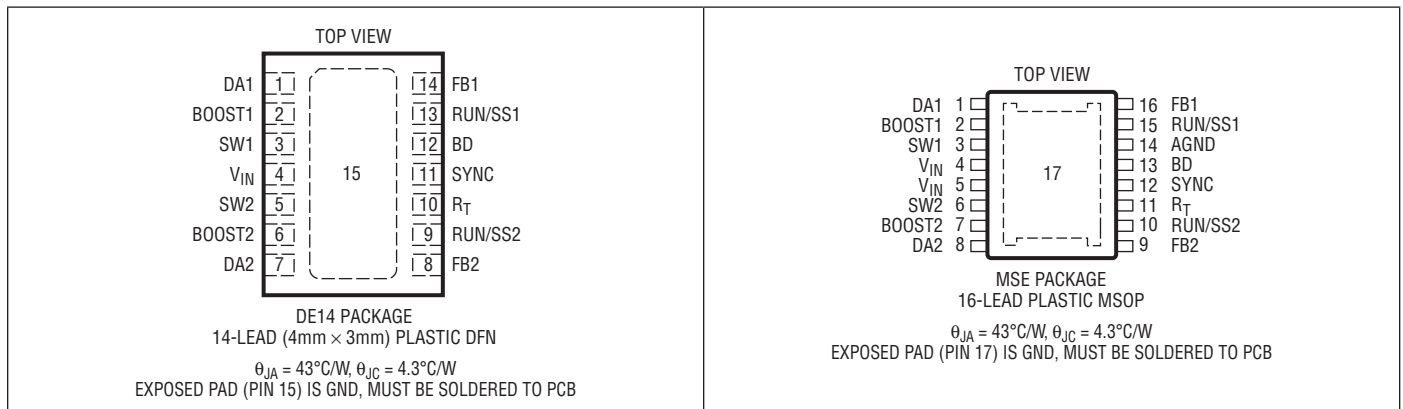 TOP VIEW
DA1 1
BOOST1 2
SW1 3
VIN 4
SW2 5
BOOST2 6
DA2 7
15
14 FB1
13 RUN/SS1
12 BD
11 SYNC
10 RT
9 RUN/SS2
8 FB2
DE14 PACKAGE
14-LEAD (4mm × 3mm) PLASTIC DFN
θJA = 43°C/W, θJC = 4.3°C/W
EXPOSED PAD (PIN 15) IS GND, MUST BE SOLDERED TO PCB
TOP VIEW
DA1 1
BOOST1 2
SW1 3
VIN 4
VIN 5
SW2 6
BOOST2 7
DA2 8
17
16 FB1
15 RUN/SS1
14 AGND
13 BD
12 SYNC
11 RT
10 RUN/SS2
9 FB2
MSE PACKAGE
16-LEAD PLASTIC MSOP
θJA = 43°C/W, θJC = 4.3°C/W
EXPOSED PAD (PIN 17) IS GND, MUST BE SOLDERED TO PCB